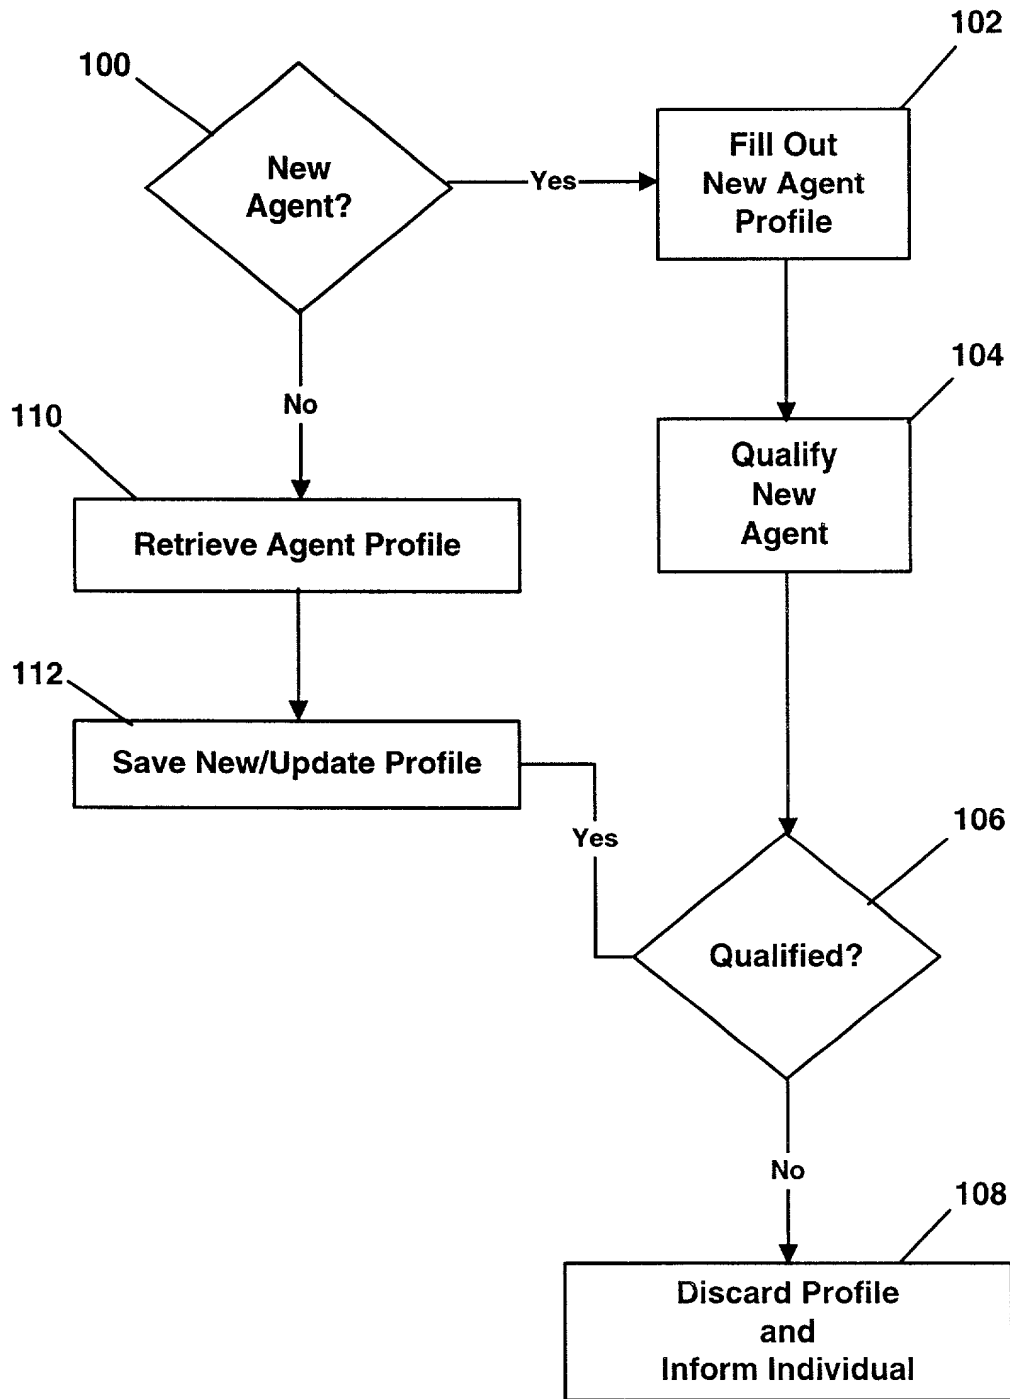 102
100
New
Agent?
Yes
Fill Out
New Agent
Profile
104
No
110
Qualify
New
Agent
Retrieve Agent Profile
112
Save New/Update Profile
Yes
106
Qualified?
No
108
Discard Profile
and
Inform Individual